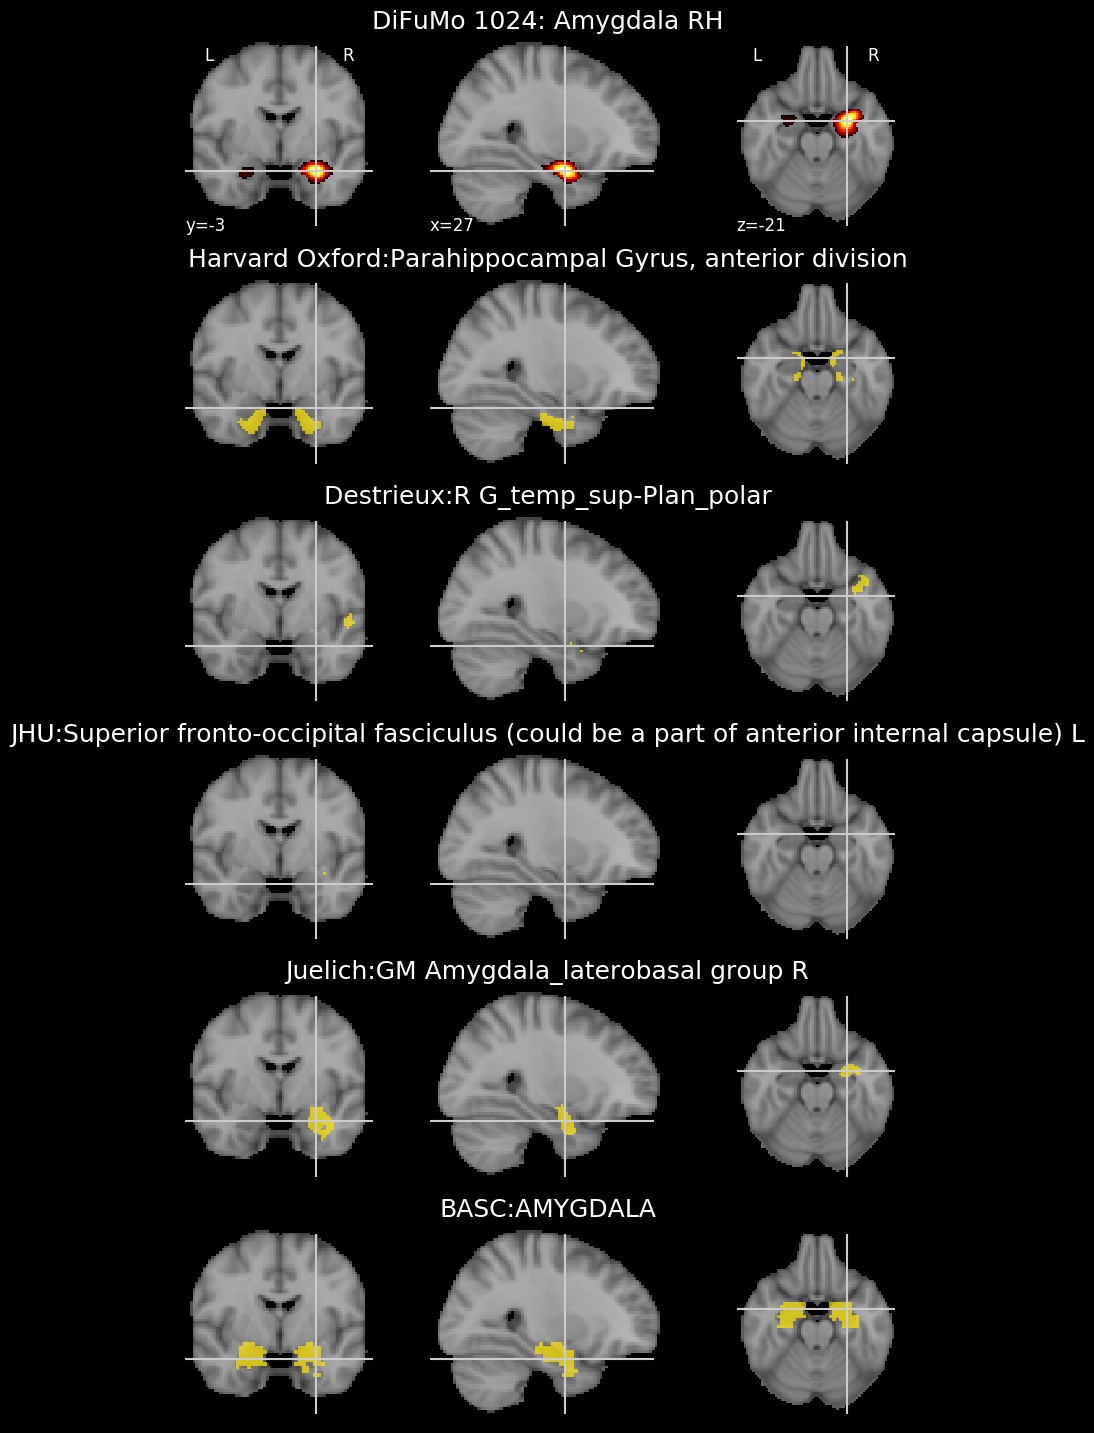 DiFuMo 1024: Amygdala RH
L R L R
y=-3 x=27 z=-21
Harvard Oxford:Parahippocampal Gyrus, anterior division
Destrieux:R G_temp_sup-Plan_polar
JHU:Superior fronto-occipital fasciculus (could be a part of anterior internal capsule) L
Juelich:GM Amygdala_laterobasal group R
BASC:AMYGDALA